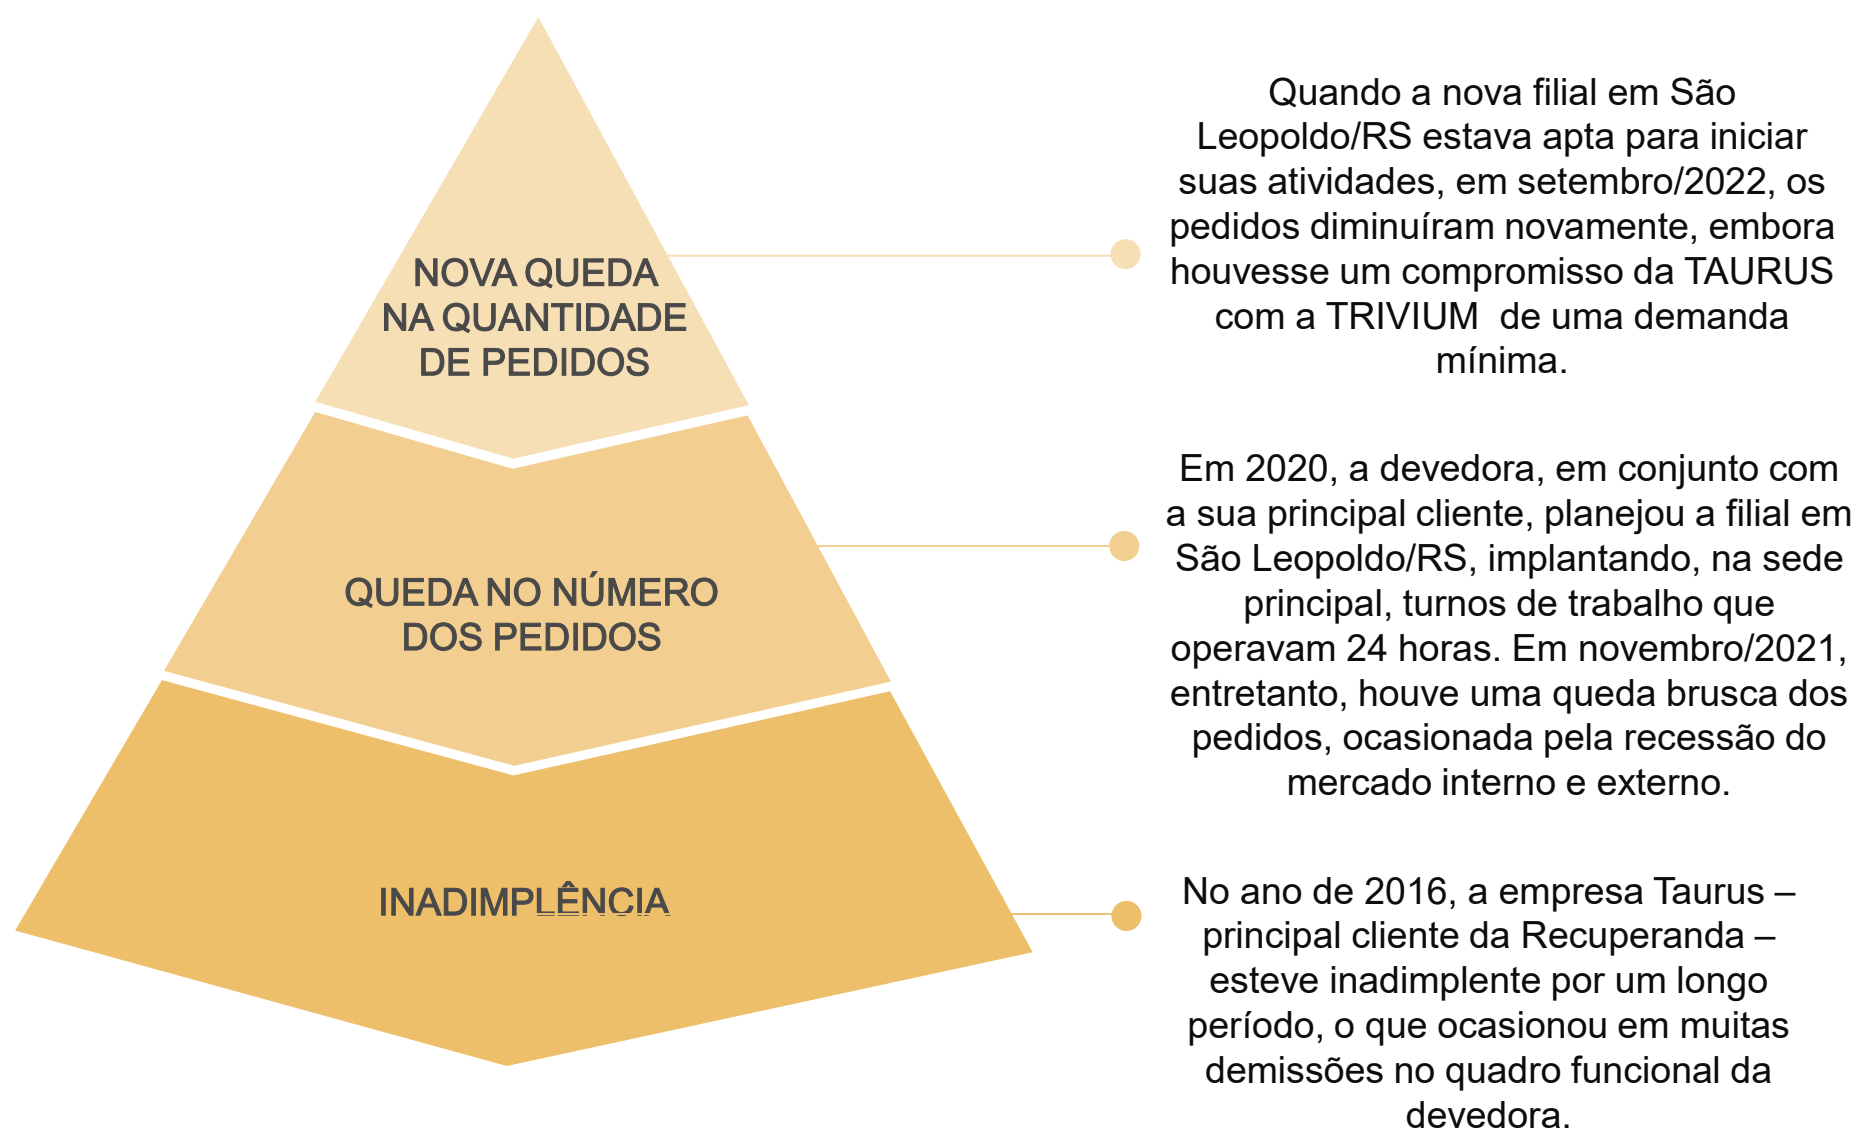 NOVA QUEDA
NA QUANTIDADE
DE PEDIDOS
Quando a nova filial em São
Leopoldo/RS estava apta para iniciar
suas atividades, em setembro/2022, os
pedidos diminuíram novamente, embora
houvesse um compromisso da TAURUS
com a TRIVIUM  de uma demanda
mínima.
QUEDA NO NÚMERO
DOS PEDIDOS
Em 2020, a devedora, em conjunto com
a sua principal cliente, planejou a filial em
São Leopoldo/RS, implantando, na sede
principal, turnos de trabalho que
operavam 24 horas. Em novembro/2021,
entretanto, houve uma queda brusca dos
pedidos, ocasionada pela recessão do
mercado interno e externo.
INADIMPLÊNCIA
No ano de 2016, a empresa Taurus –
principal cliente da Recuperanda –
esteve inadimplente por um longo
período, o que ocasionou em muitas
demissões no quadro funcional da
devedora.